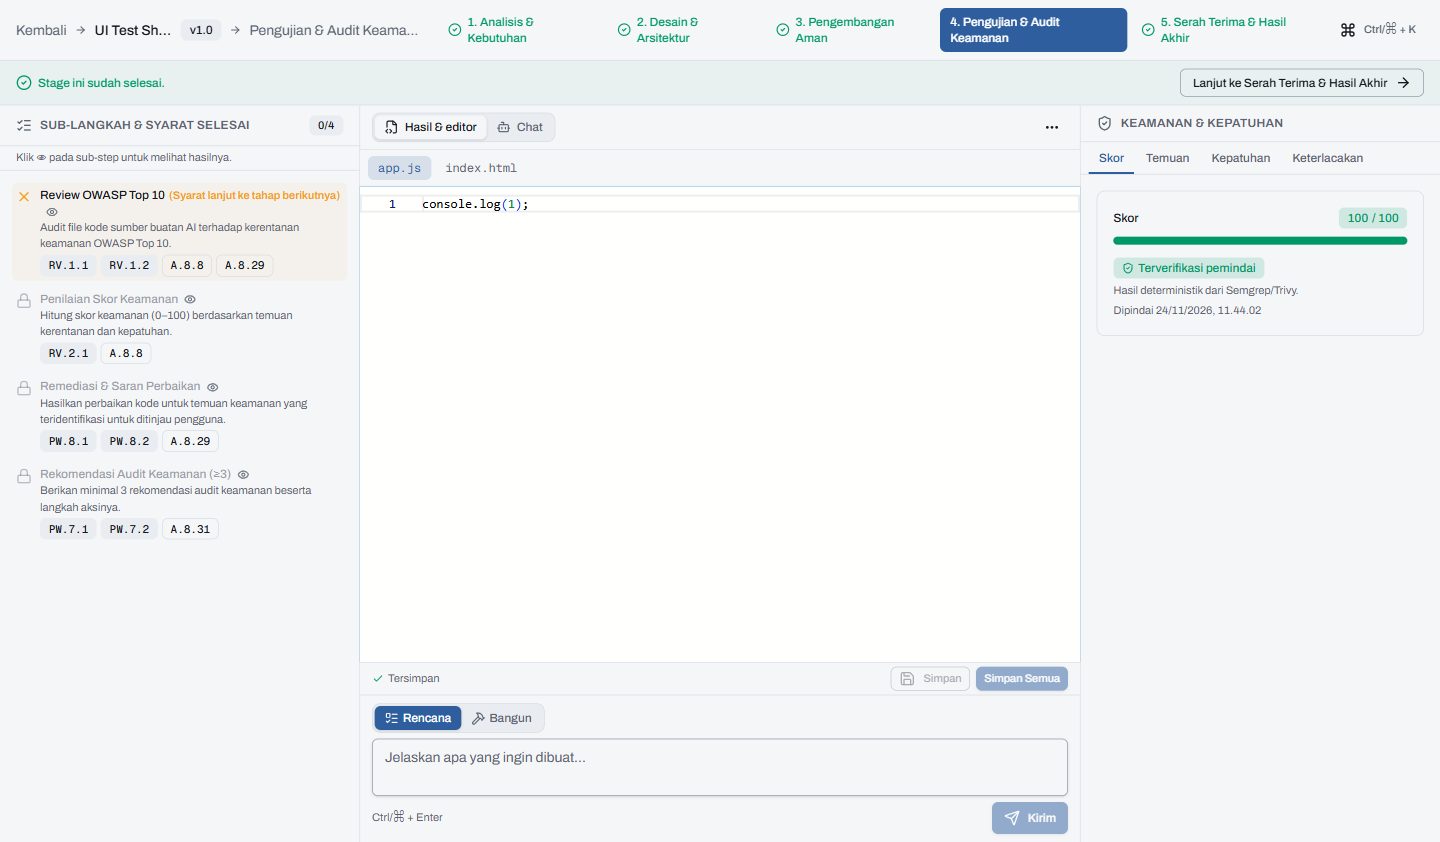 Kembali → UI Test Sh... v1.0 → Pengujian & Audit Keama...
1. Analisis &
Kebutuhan
2. Desain &
Arsitektur
3. Pengembangan
Aman
4. Pengujian & Audit
Keamanan
5. Serah Terima & Hasil
Akhir
⌘ Ctrl/⌘ + K
Stage ini sudah selesai.
Lanjut ke Serah Terima & Hasil Akhir →
SUB-LANGKAH & SYARAT SELESAI 0/4
Klik pada sub-step untuk melihat hasilnya.
Review OWASP Top 10 (Syarat lanjut ke tahap berikutnya)
Audit file kode sumber buatan AI terhadap kerentanan
keamanan OWASP Top 10.
RV.1.1 RV.1.2 A.8.8 A.8.29
Penilaian Skor Keamanan
Hitung skor keamanan (0–100) berdasarkan temuan
kerentanan dan kepatuhan.
RV.2.1 A.8.8
Remediasi & Saran Perbaikan
Hasilkan perbaikan kode untuk temuan keamanan yang
teridentifikasi untuk ditinjau pengguna.
PW.8.1 PW.8.2 A.8.29
Rekomendasi Audit Keamanan (≥3)
Berikan minimal 3 rekomendasi audit keamanan beserta
langkah aksinya.
PW.7.1 PW.7.2 A.8.31
Hasil & editor Chat
app.js index.html
1 console.log(1);
Tersimpan
Simpan Simpan Semua
Rencana Bangun
Jelaskan apa yang ingin dibuat...
Ctrl/⌘ + Enter
Kirim
KEAMANAN & KEPATUHAN
Skor Temuan Kepatuhan Keterlacakan
Skor 100 / 100
Terverifikasi pemindai
Hasil deterministik dari Semgrep/Trivy.
Dipindai 24/11/2026, 11.44.02